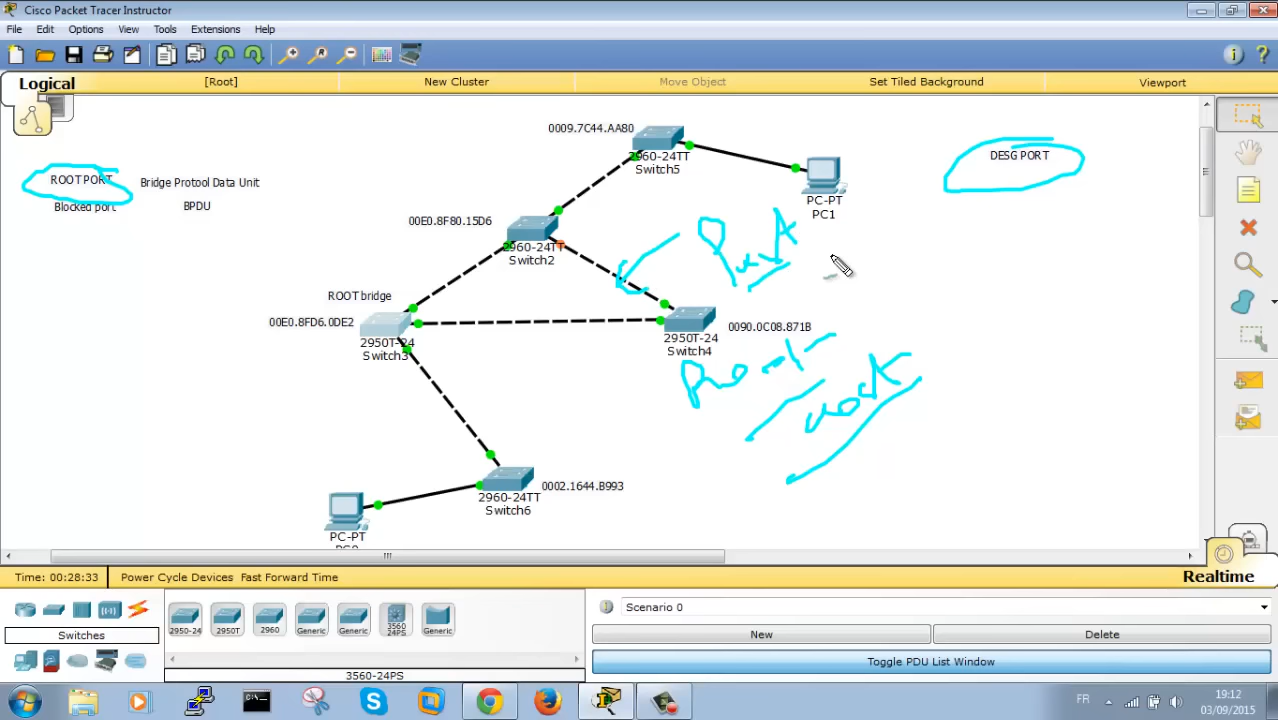 Cisco Packet Tracer
File Edit Options View Tools Extensions Help
Logical [Root] New Cluster Move Object Set Tiled Background Viewport
0009.7C44.AA80
2960-24TT
Switch5
PC-PT
PC1
DESG PORT
ROOT PORT
Bridge Protool Data Unit
Blocked port
BPDU
00E0.8F80.15D6
2960-24TT
Switch2
ROOT bridge
00E0.8FD6.0DE2
2950T-24
Switch3
0090.0C08.871B
2950T-24
Switch4
0002.1644.B993
2960-24TT
Switch6
PC-PT
Realtime
Time: 00:28:33 Power Cycle Devices Fast Forward Time
Switches
2950-24 2950T 2960 Generic Generic 3560 24PS Generic
3560-24PS
Scenario 0
New Delete
Toggle PDU List Window
FR 19:12
03/09/2015